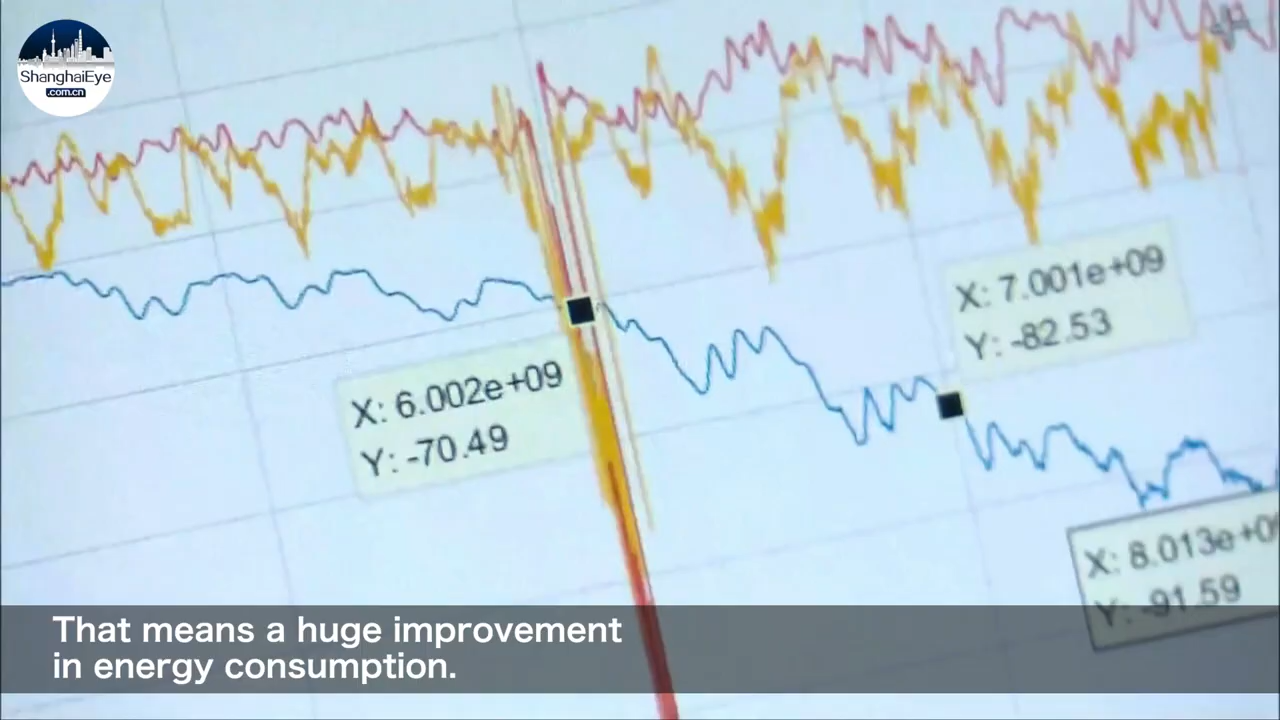 ShanghaiEye
.com.cn
X: 7.001e+09
Y: -82.53
X: 6.002e+09
Y: -70.49
X: 8.013e+09
Y: -91.59
That means a huge improvement
in energy consumption.